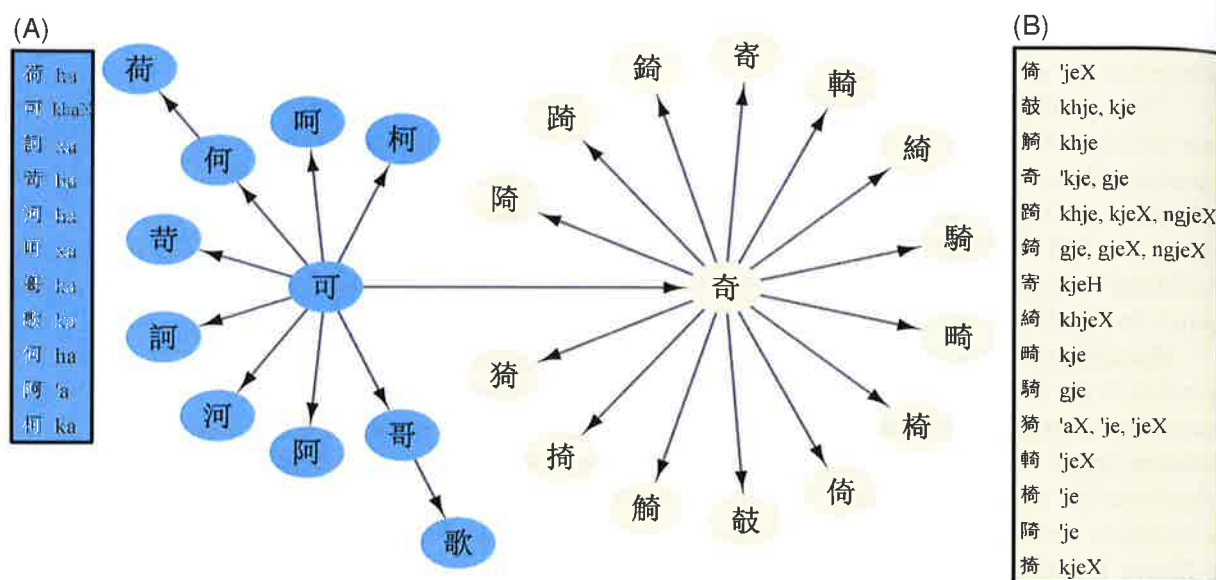 (A)
荷 ha
可 khaX
訶 xa
苛 ha
河 ha
呵 xa
哥 ka
歌 ka
何 ha
阿 'a
柯 ka
荷
何
呵
柯
苛
可
訶
河
阿
哥
歌
錡
寄
輢
踦
綺
陭
騎
奇
畸
猗
椅
掎
倚
觭
攲
(B)
倚 'jeX
攲 khje, kje
觭 khje
奇 'kje, gje
踦 khje, kjeX, ngjeX
錡 gje, gjeX, ngjeX
寄 kjeH
綺 khjeX
畸 kje
騎 gje
猗 'aX, 'je, 'jeX
輢 'jeX
椅 'je
陭 'je
掎 kjeX